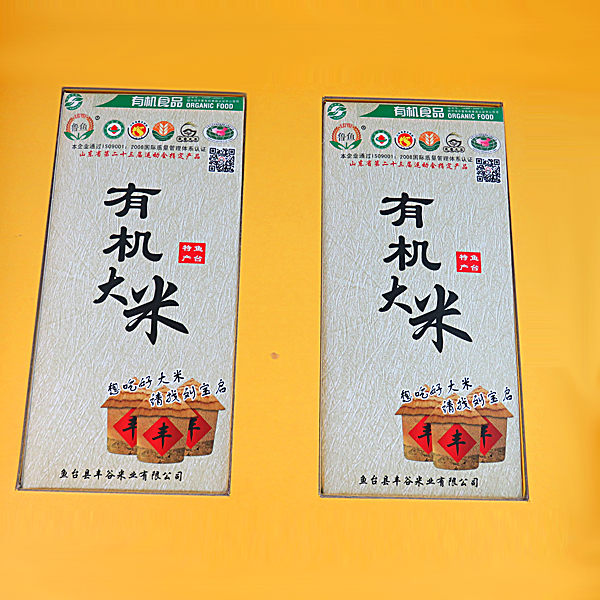 有机食品
ORGANIC FOOD
鲁鱼
本企业通过ISO9001:2008国际质量管理体系认证
山东省第二十三届运动会指定产品
有机大米
鱼台
特产
想吃好大米
请找到宝启
丰 丰 丰
鱼台县丰谷米业有限公司
有机食品
ORGANIC FOOD
鲁鱼
本企业通过ISO9001:2008国际质量管理体系认证
山东省第二十三届运动会指定产品
有机大米
鱼台
特产
想吃好大米
请找到宝启
丰 丰 丰
鱼台县丰谷米业有限公司